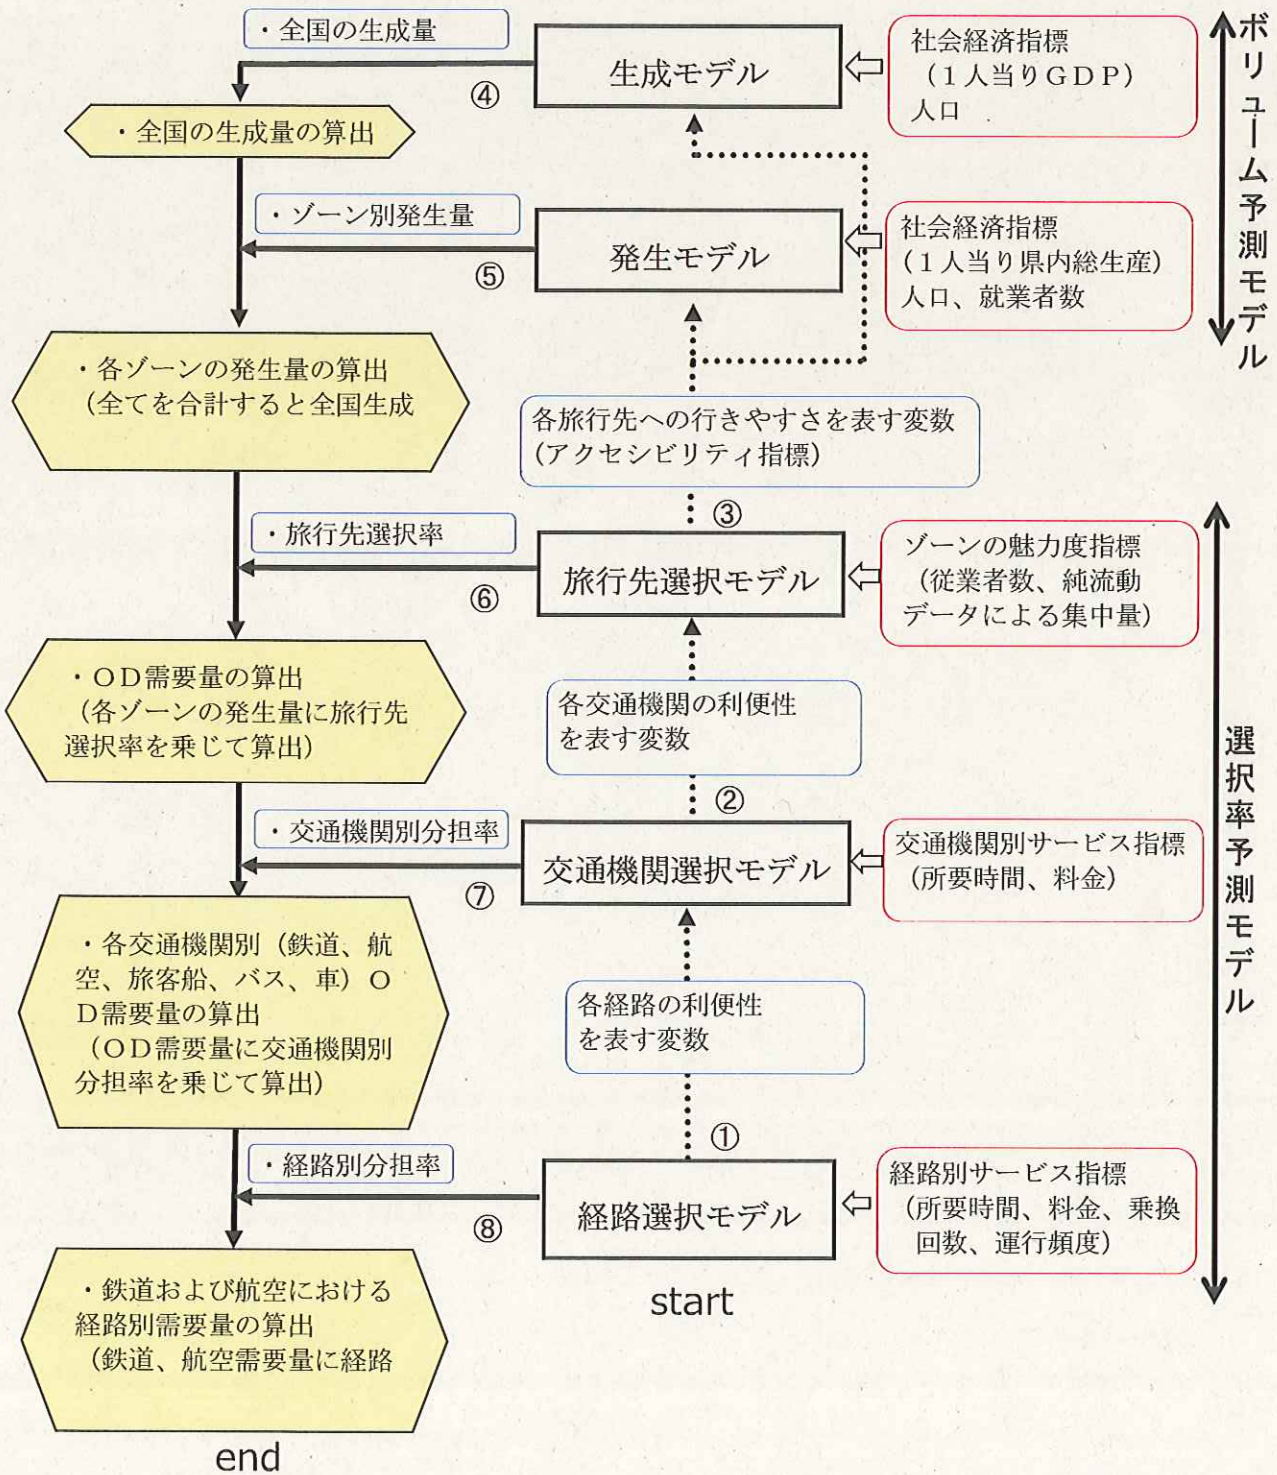 ・全国の生成量
④
生成モデル
社会経済指標
（１人当りＧＤＰ）
人口
ボリューム予測モデル
・全国の生成量の算出
・ゾーン別発生量
⑤
発生モデル
社会経済指標
（１人当り県内総生産）
人口、就業者数
・各ゾーンの発生量の算出
（全てを合計すると全国生成
各旅行先への行きやすさを表す変数
（アクセシビリティ指標）
③
・旅行先選択率
⑥
旅行先選択モデル
ゾーンの魅力度指標
（従業者数、純流動
データによる集中量）
選択率予測モデル
・ＯＤ需要量の算出
（各ゾーンの発生量に旅行先
選択率を乗じて算出）
各交通機関の利便性
を表す変数
②
・交通機関別分担率
⑦
交通機関選択モデル
交通機関別サービス指標
（所要時間、料金）
・各交通機関別（鉄道、航
空、旅客船、バス、車）Ｏ
Ｄ需要量の算出
（ＯＤ需要量に交通機関別
分担率を乗じて算出）
各経路の利便性
を表す変数
①
・経路別分担率
⑧
経路選択モデル
経路別サービス指標
（所要時間、料金、乗換
回数、運行頻度）
start
・鉄道および航空における
経路別需要量の算出
（鉄道、航空需要量に経路
end